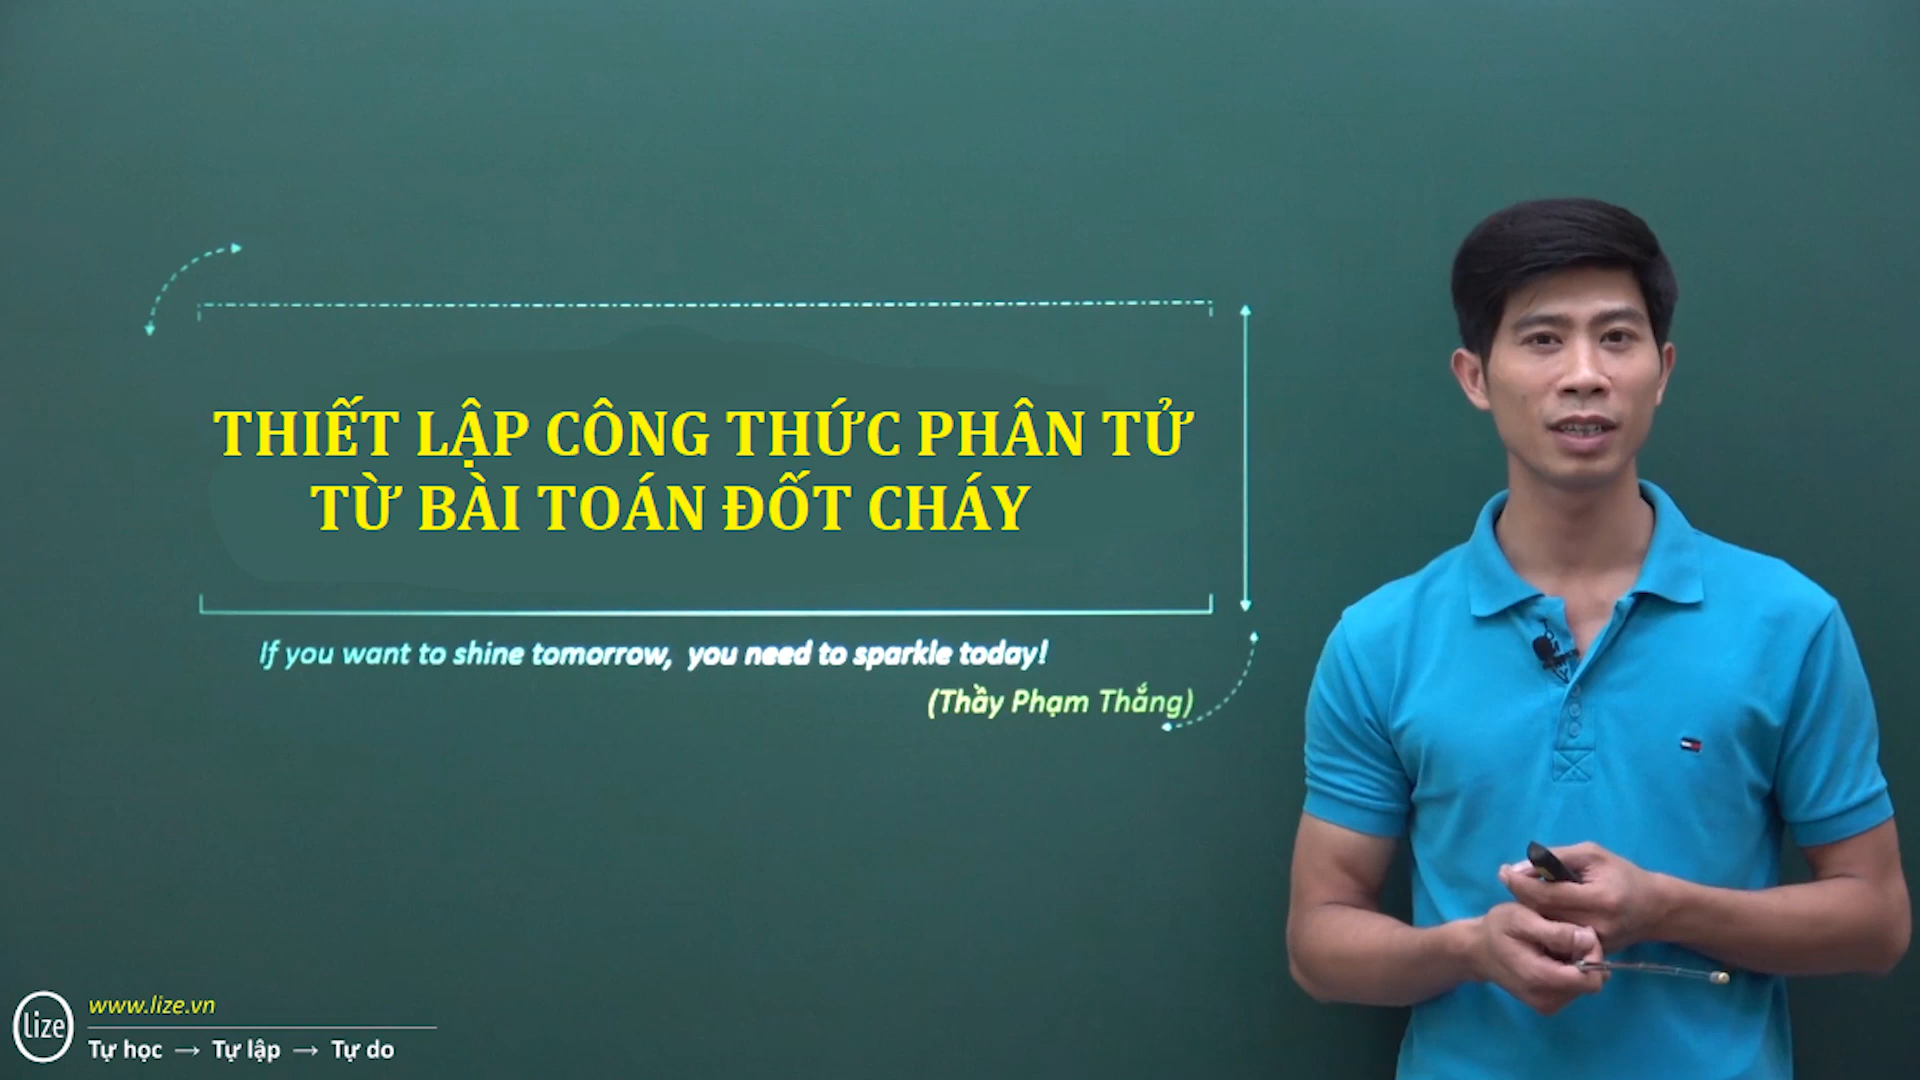 THIẾT LẬP CÔNG THỨC PHÂN TỬ
TỪ BÀI TOÁN ĐỐT CHÁY
If you want to shine tomorrow, you need to sparkle today!
(Thầy Phạm Thắng)
lize
www.lize.vn
Tự học → Tự lập → Tự do